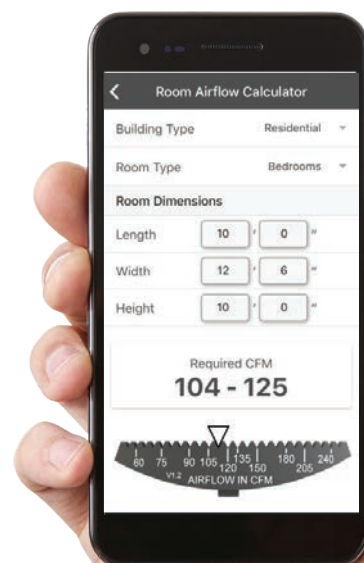 Room Airflow Calculator
Building Type Residential
Room Type Bedrooms
Room Dimensions
Length 10 ' 0 "
Width 12 ' 6 "
Height 10 ' 0 "
Required CFM
104 - 125
60 75 90 105 120 135 150 180 205 240
V1.2 AIRFLOW IN CFM